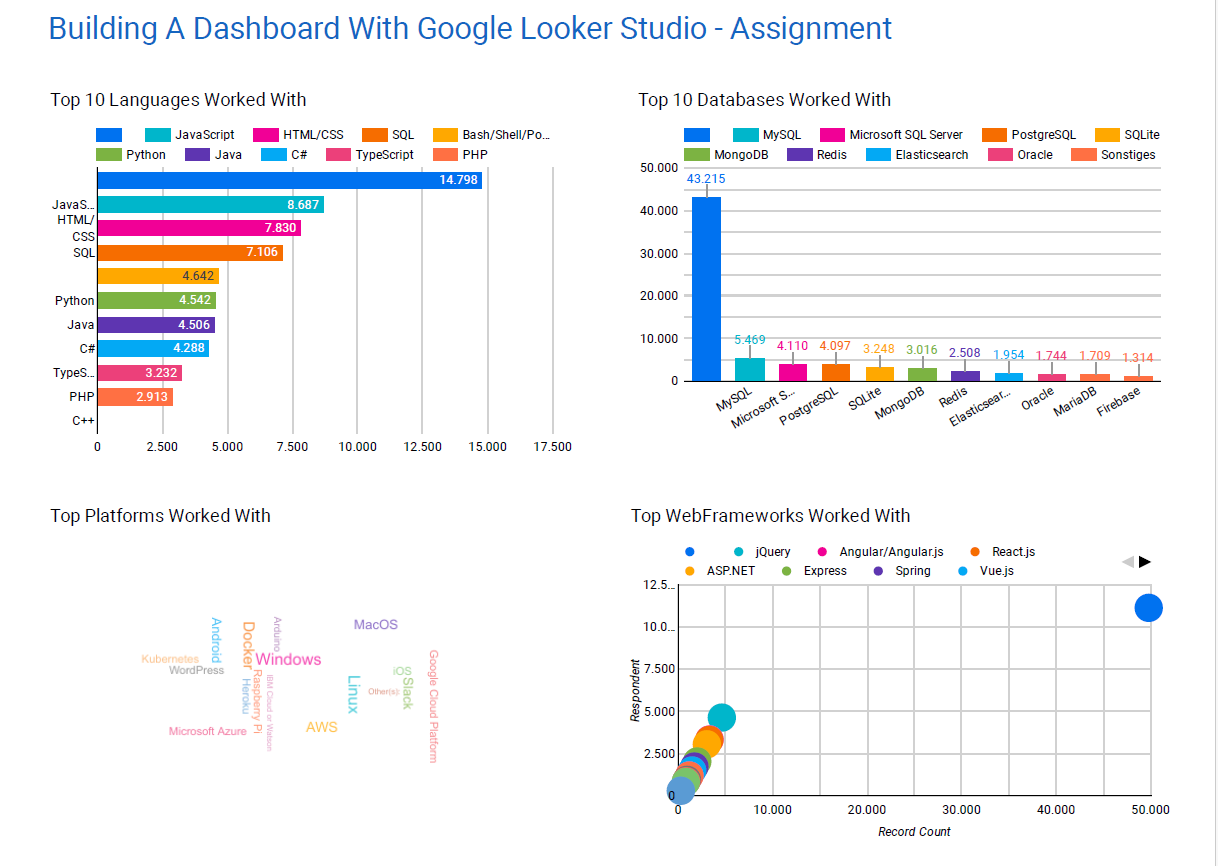 Building A Dashboard With Google Looker Studio - Assignment
Top 10 Languages Worked With
JavaScript HTML/CSS SQL Bash/Shell/Po...
Python Java C# TypeScript PHP
14.798
JavaS... 8.687
HTML/
CSS 7.830
SQL 7.106
4.642
Python 4.542
Java 4.506
C# 4.288
TypeS... 3.232
PHP 2.913
C++
0 2.500 5.000 7.500 10.000 12.500 15.000 17.500
Top 10 Databases Worked With
MySQL Microsoft SQL Server PostgreSQL SQLite
MongoDB Redis Elasticsearch Oracle Sonstiges
50.000
40.000
30.000
20.000
10.000
0
43.215 5.469 4.110 4.097 3.248 3.016 2.508 1.954 1.744 1.709 1.314
MySQL Microsoft S... PostgreSQL SQLite MongoDB Redis Elasticsear... Oracle MariaDB Firebase
Top Platforms Worked With
Android
Docker
Arduino
MacOS
Kubernetes
WordPress
Windows
Heroku
Raspberry Pi
IBM Cloud or Watson
Linux
Other(s):
iOS
Slack
Google Cloud Platform
Microsoft Azure
AWS
Top WebFrameworks Worked With
jQuery Angular/Angular.js React.js
ASP.NET Express Spring Vue.js
12.5...
10.0...
7.500
5.000
2.500
0
Respondent
0 10.000 20.000 30.000 40.000 50.000
Record Count